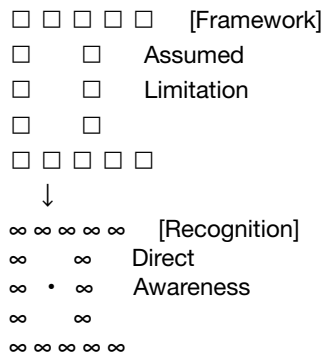 □ □ □ □ □ [Framework]
□ □ Assumed
□ □ Limitation
□ □
□ □ □ □ □
↓
∞ ∞ ∞ ∞ ∞ [Recognition]
∞ ∞ Direct
∞ • ∞ Awareness
∞ ∞
∞ ∞ ∞ ∞ ∞